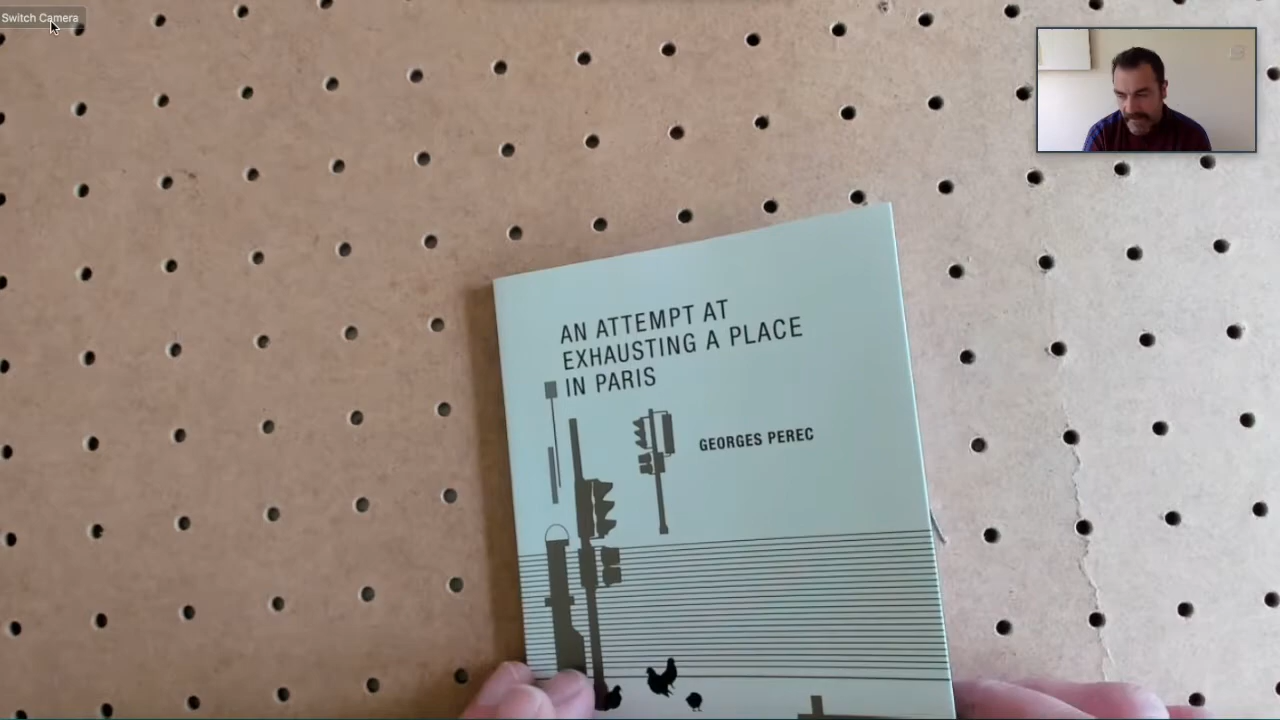 Switch Camera
AN ATTEMPT AT
EXHAUSTING A PLACE
IN PARIS
GEORGES PEREC